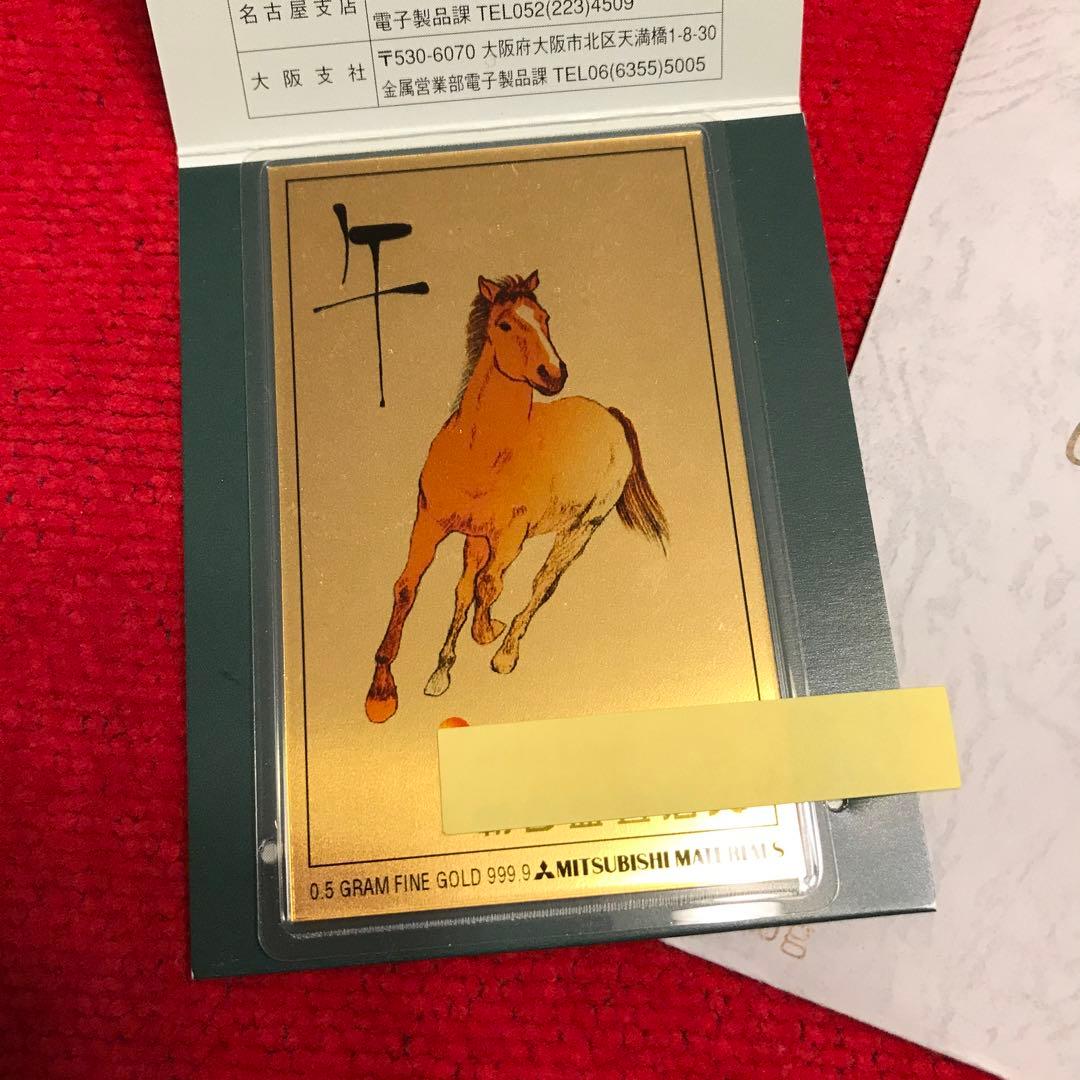 名古屋支店
電子製品課 TEL052(223)4509
大阪支社
〒530-6070 大阪府大阪市北区天満橋1-8-30
金属営業部電子製品課 TEL06(6355)5005
午
0.5 GRAM FINE GOLD 999.9 MITSUBISHI MATERIALS